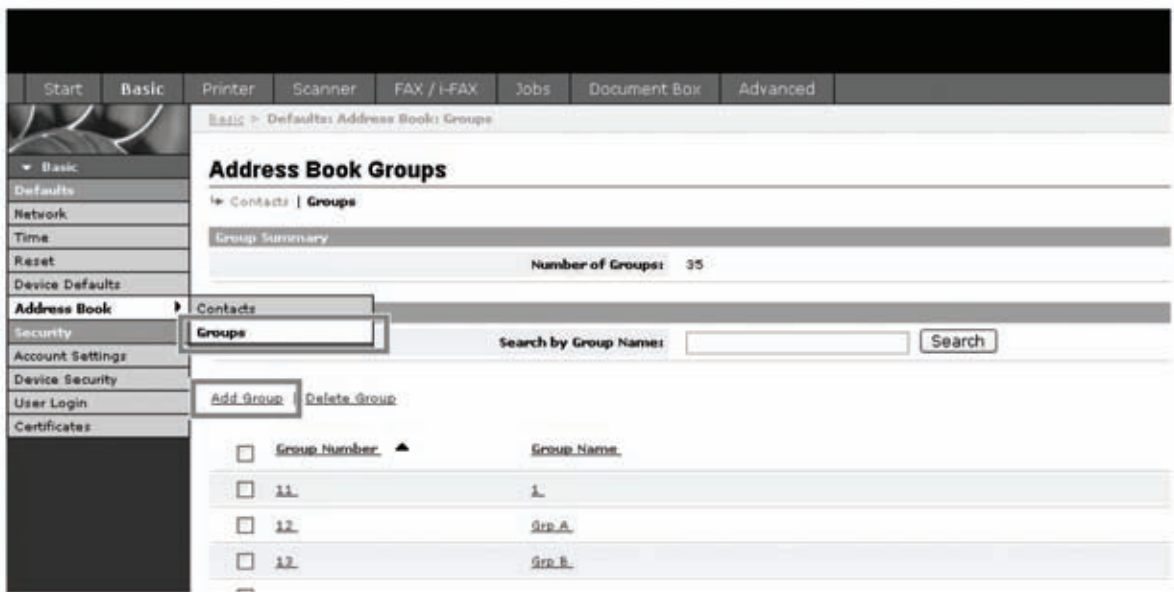 Start Basic Printer Scanner FAX / i-FAX Jobs Document Box Advanced
Basic > Defaults: Address Book: Groups
Basic
Defaults
Network
Time
Reset
Device Defaults
Address Book
Security
Account Settings
Device Security
User Login
Certificates
Contacts
Groups
Address Book Groups
Contacts | Groups
Group Summary
Number of Groups: 35
Search by Group Name: Search
Add Group | Delete Group
Group Number Group Name
11 1
12 Grp A
13 Grp B